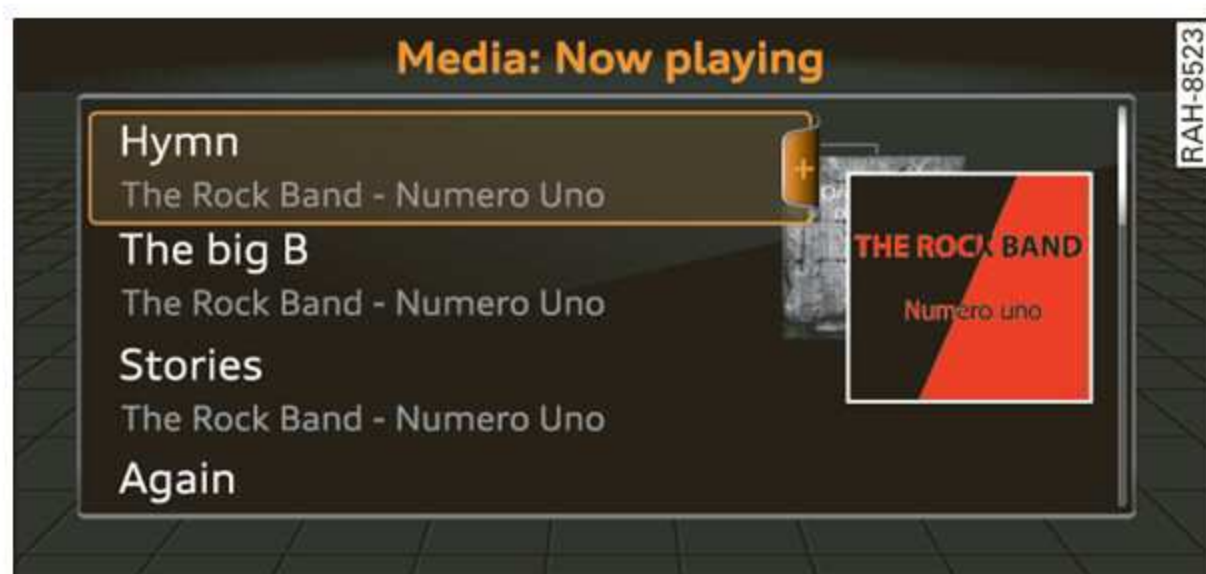 Media: Now playing
RAH-8523
Hymn
The Rock Band - Numero Uno
The big B
The Rock Band - Numero Uno
Stories
The Rock Band - Numero Uno
Again
+
THE ROCK BAND
Numero uno